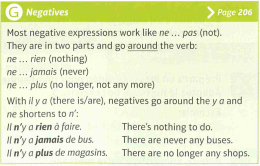 G Negatives Page 206
Most negative expressions work like ne ... pas (not).
They are in two parts and go around the verb:
ne ... rien (nothing)
ne ... jamais (never)
ne ... plus (no longer, not any more)
With il y a (there is/are), negatives go around the y a and
ne shortens to n':
Il n'y a rien à faire. There's nothing to do.
Il n'y a jamais de bus. There are never any buses.
Il n'y a plus de magasins. There are no longer any shops.